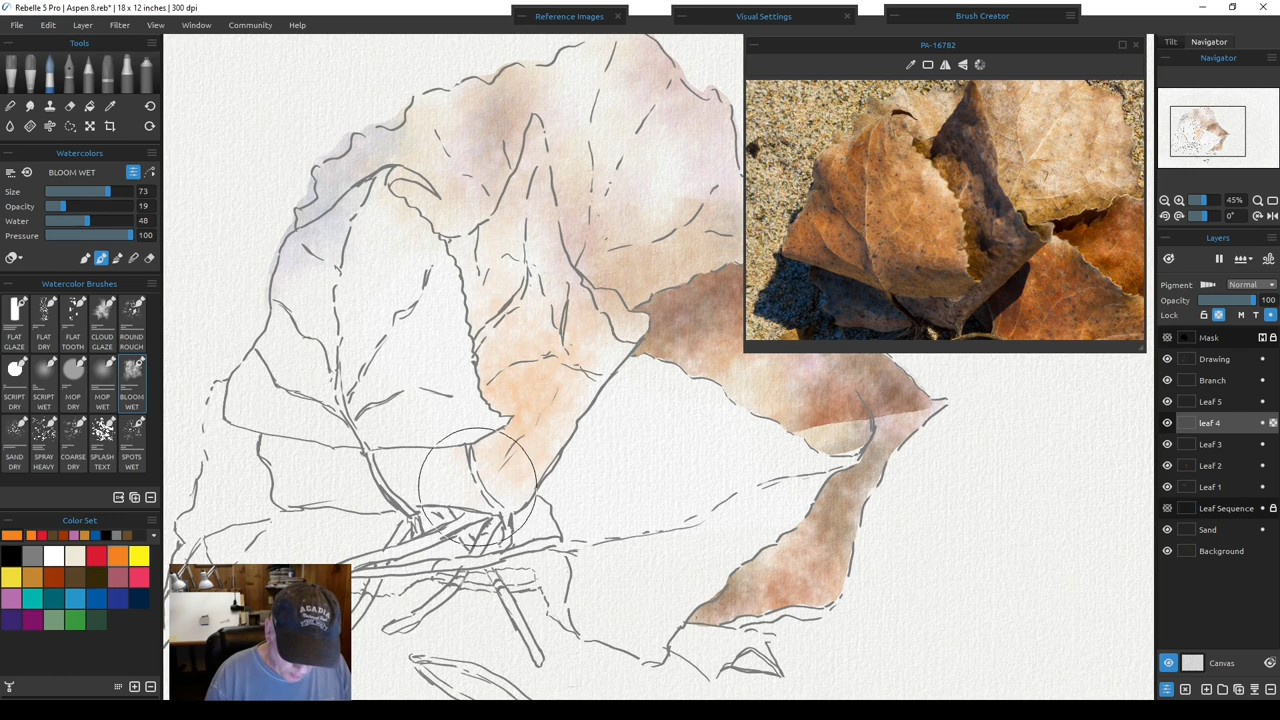 Rebelle 5 Pro | Aspen 8.reb* | 18 x 12 inches | 300 dpi
File Edit Layer Filter View Window Community Help
Reference Images
Visual Settings
Brush Creator
Tools
PA-16782
Tilt Navigator
Navigator
Watercolors
BLOOM WET
Size 73
Opacity 19
Water 48
Pressure 100
45%
0°
Layers
Pigment Normal
Opacity 100
Lock M T
Watercolor Brushes
FLAT GLAZE
FLAT DRY
FLAT TOOTH
CLOUD GLAZE
ROUND ROUGH
SCRIPT DRY
SCRIPT WET
MOP DRY
MOP WET
BLOOM WET
SAND DRY
SPRAY HEAVY
COARSE DRY
SPLASH TEXT
SPOTS WET
Mask
Drawing
Branch
Leaf 5
leaf 4
Leaf 3
Leaf 2
Leaf 1
Leaf Sequence
Sand
Background
Color Set
ACADIA
Canvas